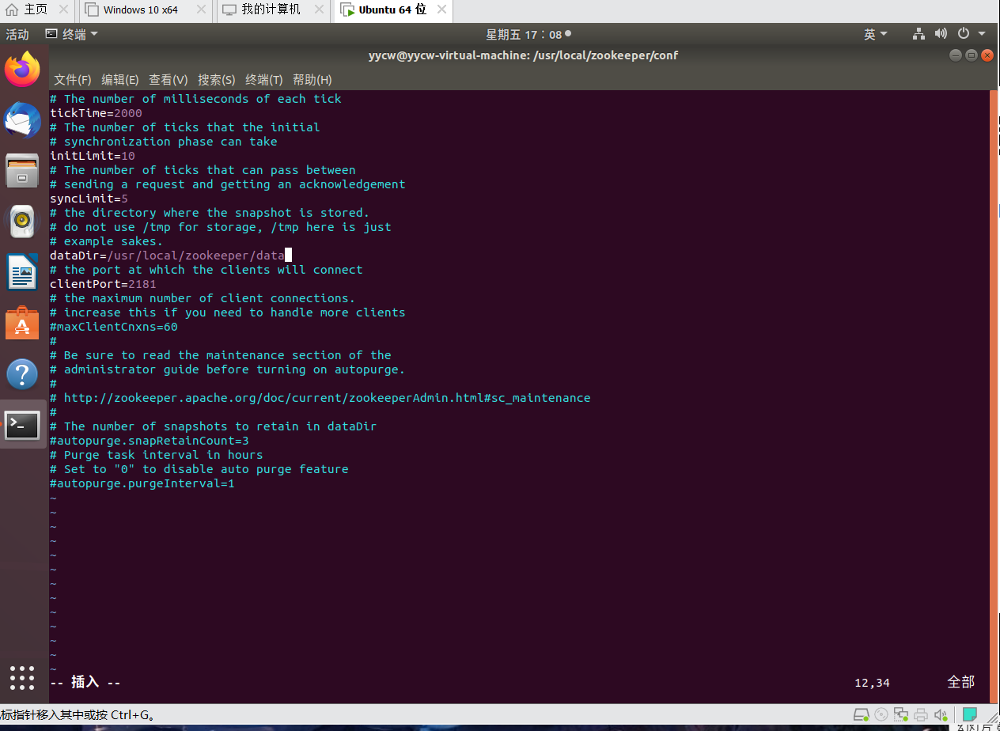 主页
Windows 10 x64
我的计算机
Ubuntu 64 位
活动
终端
星期五 17：08
英
yycw@yycw-virtual-machine: /usr/local/zookeeper/conf
文件(F) 编辑(E) 查看(V) 搜索(S) 终端(T) 帮助(H)
# The number of milliseconds of each tick
tickTime=2000
# The number of ticks that the initial
# synchronization phase can take
initLimit=10
# The number of ticks that can pass between
# sending a request and getting an acknowledgement
syncLimit=5
# the directory where the snapshot is stored.
# do not use /tmp for storage, /tmp here is just
# example sakes.
dataDir=/usr/local/zookeeper/data
# the port at which the clients will connect
clientPort=2181
# the maximum number of client connections.
# increase this if you need to handle more clients
#maxClientCnxns=60
#
# Be sure to read the maintenance section of the
# administrator guide before turning on autopurge.
#
# http://zookeeper.apache.org/doc/current/zookeeperAdmin.html#sc_maintenance
#
# The number of snapshots to retain in dataDir
#autopurge.snapRetainCount=3
# Purge task interval in hours
# Set to "0" to disable auto purge feature
#autopurge.purgeInterval=1
~
~
~
~
~
~
~
~
~
~
~
~
~
-- 插入 --
12,34
全部
标指针移入其中或按 Ctrl+G。